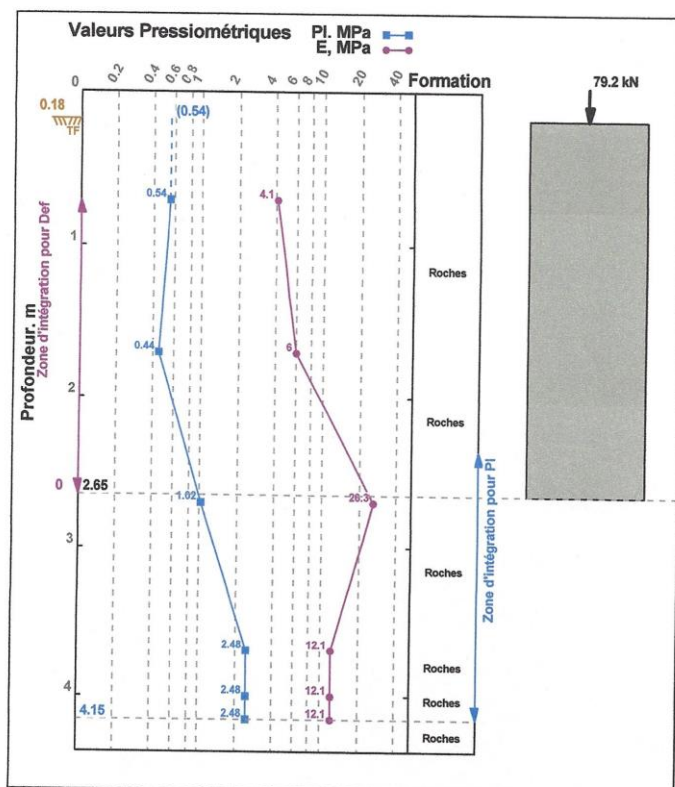 Valeurs Pressiométriques Pl. MPa
E, MPa
0 0.2 0.4 0.6 0.8 1 2 4 6 8 10 20 40 Formation
79.2 kN
0.18
TF
(0.54)
0.54 4.1
1
Roches
Zone d'intégration pour Def
Profondeur. m
0.44 6
2
Roches
0 2.65
1.02 26.3
3
Roches
Zone d'intégration pour Pl
2.48 12.1
Roches
4 2.48 12.1
Roches
4.15 2.48 12.1
Roches